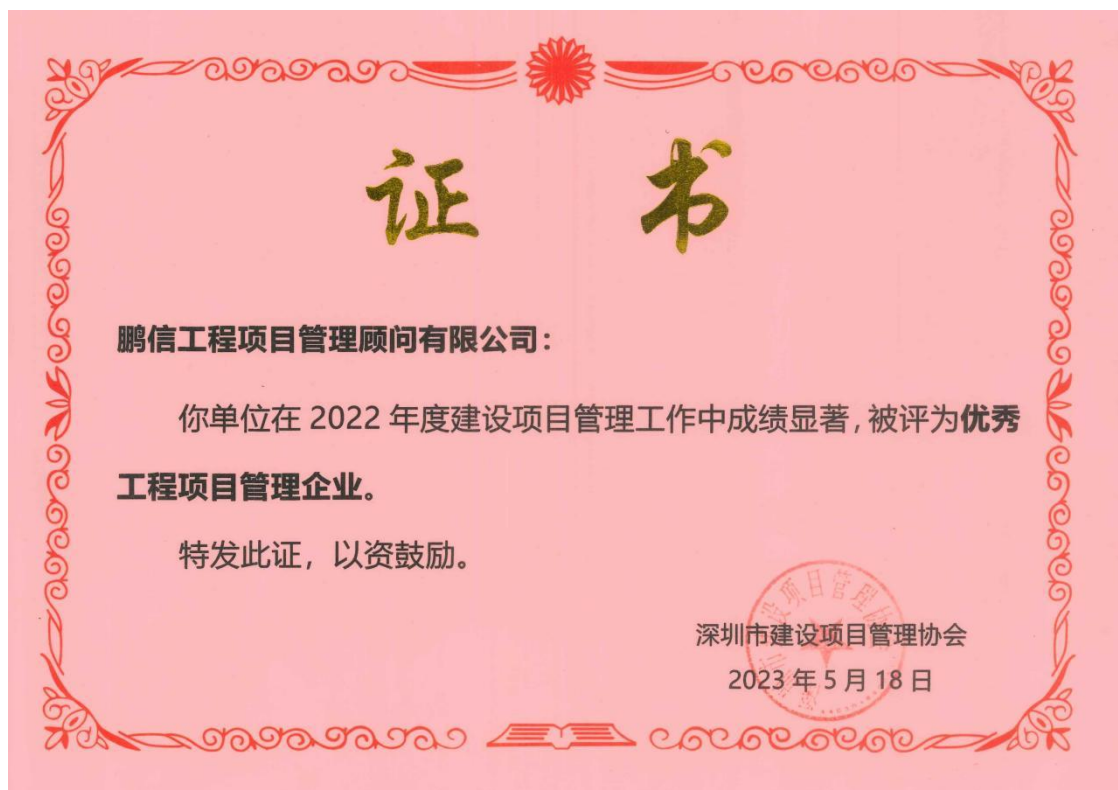 证 书
鹏信工程项目管理顾问有限公司：
你单位在 2022 年度建设项目管理工作中成绩显著，被评为优秀
工程项目管理企业。
特发此证，以资鼓励。
深圳市建设项目管理协会
2023 年 5 月 18 日